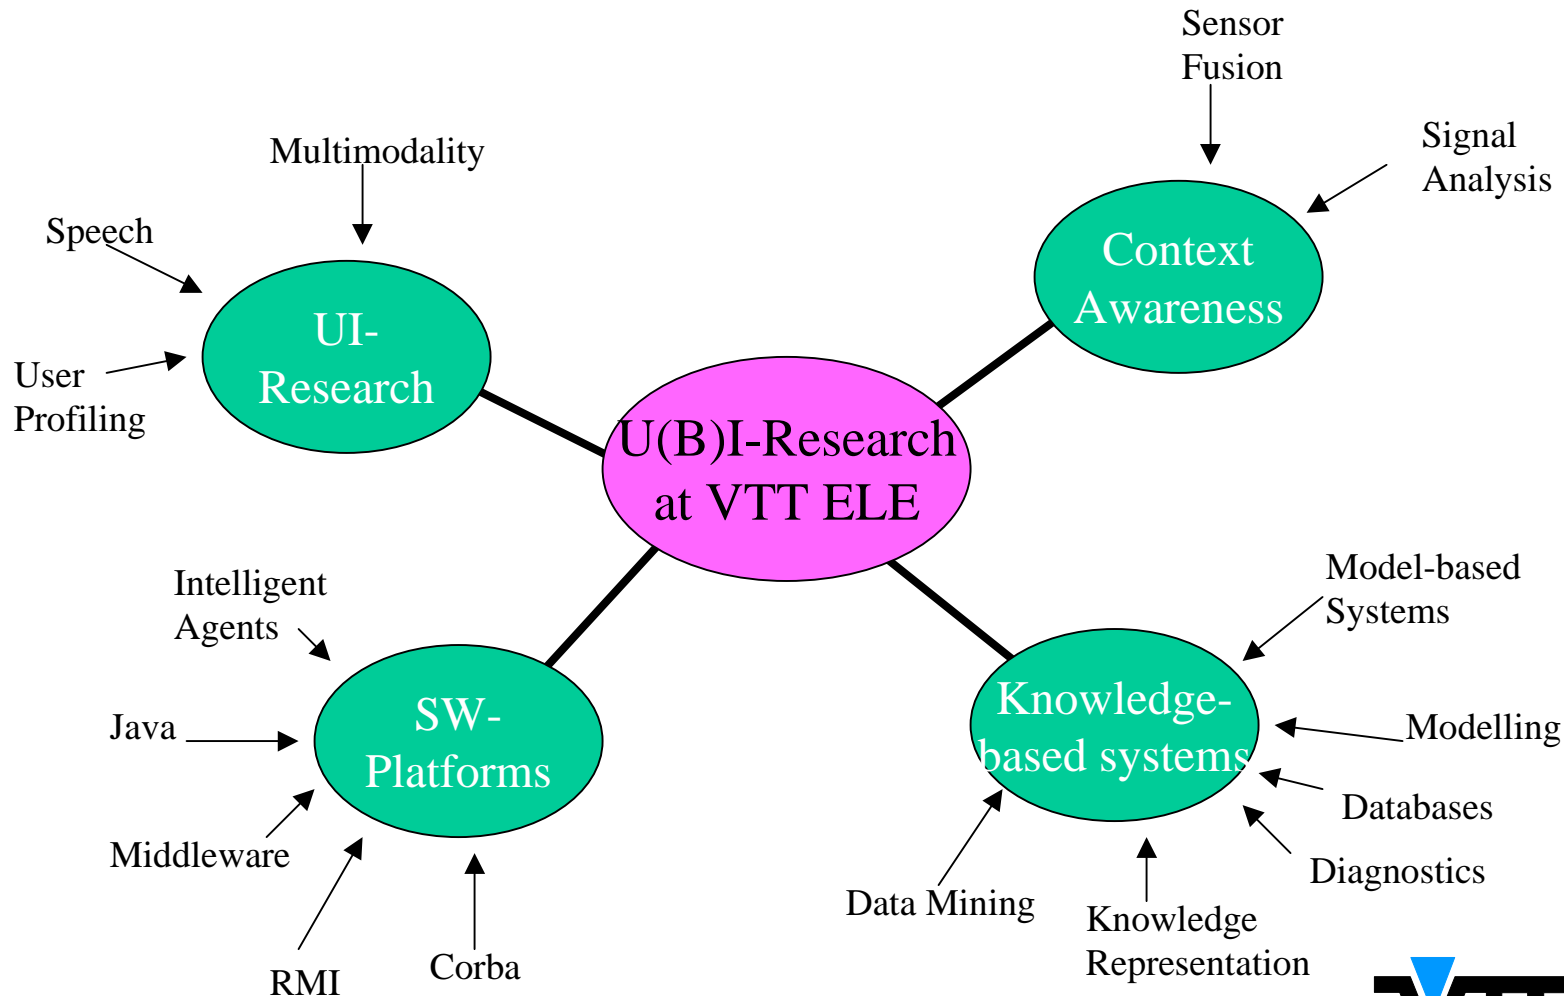 Sensor
Fusion
Signal
Analysis
Multimodality
Speech
User
Profiling
UI-
Research
Context
Awareness
U(B)I-Research
at VTT ELE
Intelligent
Agents
Java
Middleware
RMI
Corba
SW-
Platforms
Knowledge-
based systems
Model-based
Systems
Modelling
Databases
Diagnostics
Data Mining
Knowledge
Representation